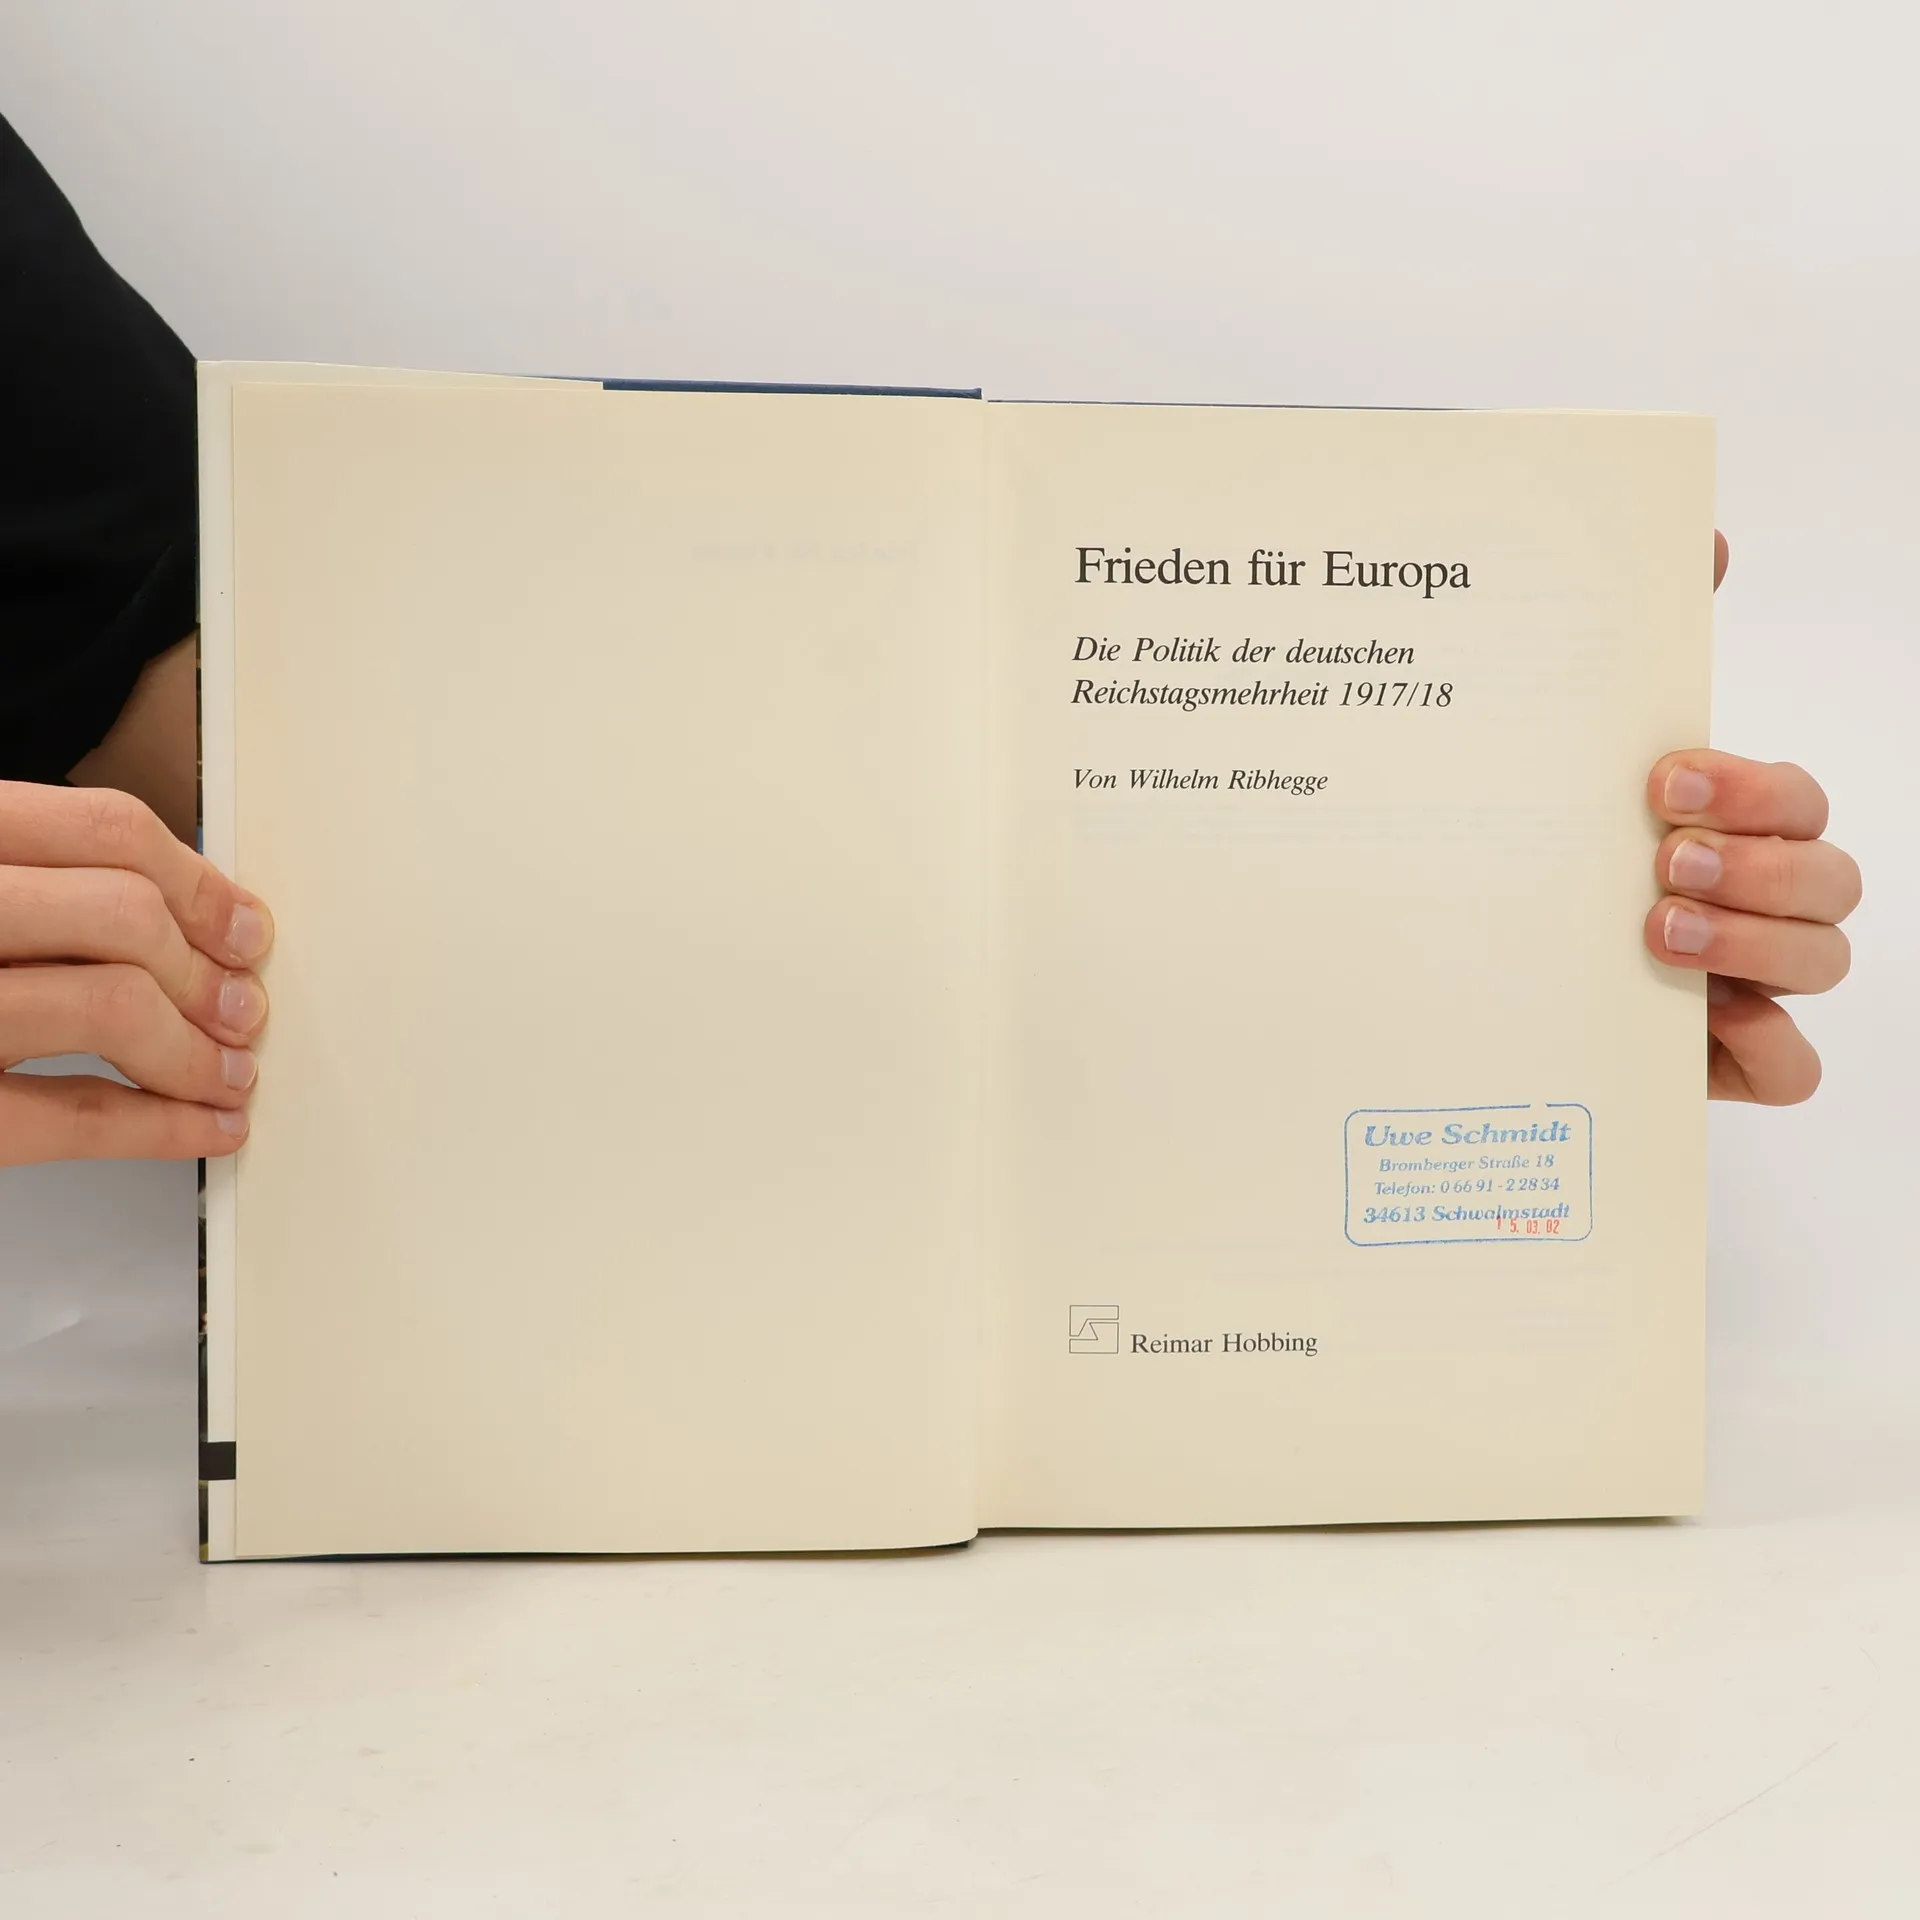 Frieden für Europa
Die Politik der deutschen
Reichstagsmehrheit 1917/18
Von Wilhelm Ribhegge
Uwe Schmidt
Bromberger Straße 18
Telefon: 0 66 91 - 2 28 34
34613 Schwalmstadt
15. 03. 02
Reimar Hobbing